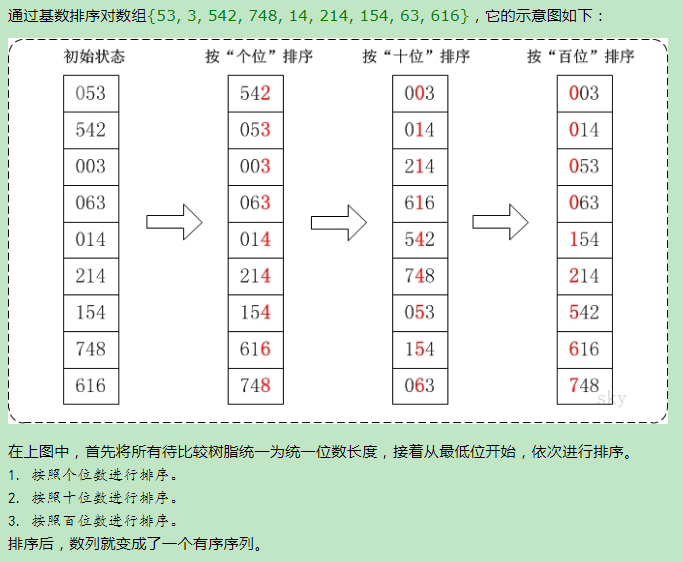 通过基数排序对数组{53, 3, 542, 748, 14, 214, 154, 63, 616}，它的示意图如下：
初始状态 按“个位”排序 按“十位”排序 按“百位”排序
053 542 003 003
542 053 014 014
003 003 214 053
063 063 616 063
014 014 542 154
214 214 748 214
154 154 053 542
748 616 154 616
616 748 063 748
sky
在上图中，首先将所有待比较树脂统一为统一位数长度，接着从最低位开始，依次进行排序。
1. 按照个位数进行排序。
2. 按照十位数进行排序。
3. 按照百位数进行排序。
排序后，数列就变成了一个有序序列。